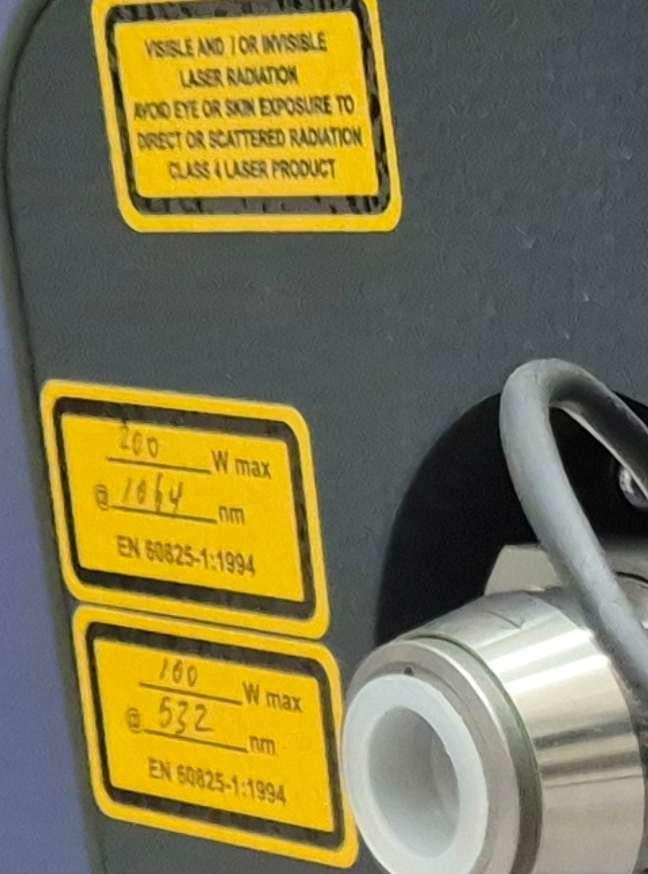 VISIBLE AND / OR INVISIBLE
LASER RADIATION
AVOID EYE OR SKIN EXPOSURE TO
DIRECT OR SCATTERED RADIATION
CLASS 4 LASER PRODUCT
200 W max
@ 1064 nm
EN 60825-1:1994
100 W max
@ 532 nm
EN 60825-1:1994